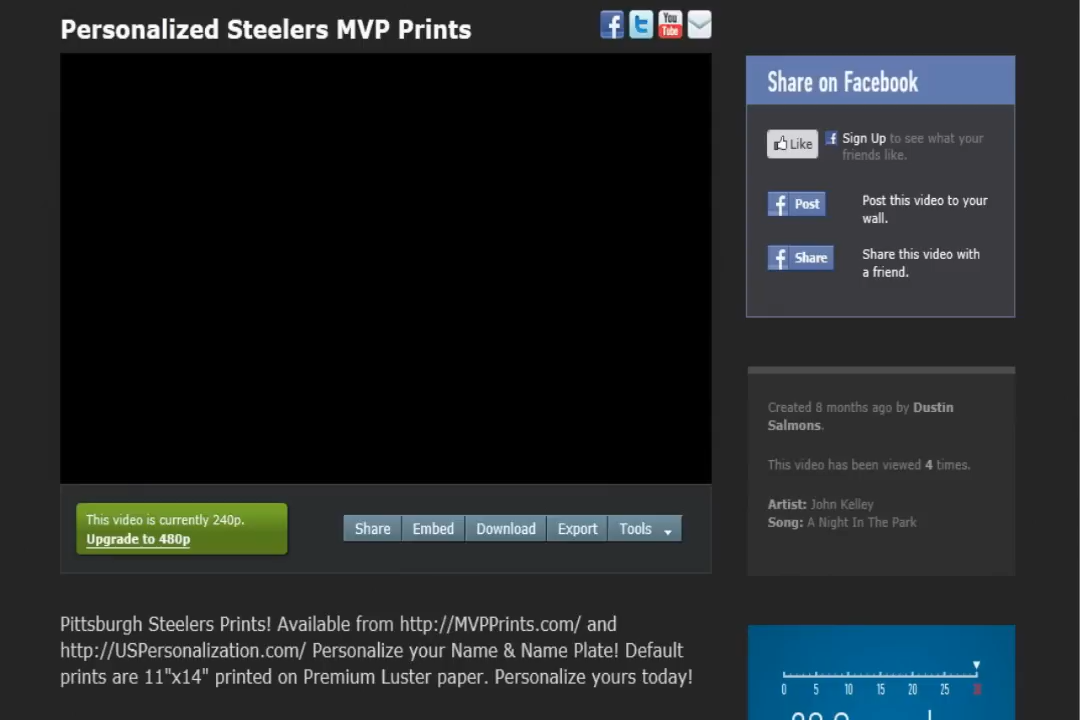 Personalized Steelers MVP Prints
You
Tube
Share on Facebook
Like
Sign Up to see what your
friends like.
Post
Post this video to your
wall.
Share
Share this video with
a friend.
Created 8 months ago by Dustin
Salmons.
This video has been viewed 4 times.
Artist: John Kelley
Song: A Night In The Park
This video is currently 240p.
Upgrade to 480p
Share Embed Download Export Tools
Pittsburgh Steelers Prints! Available from http://MVPPrints.com/ and
http://USPersonalization.com/ Personalize your Name & Name Plate! Default
prints are 11"x14" printed on Premium Luster paper. Personalize yours today!
0 5 10 15 20 25